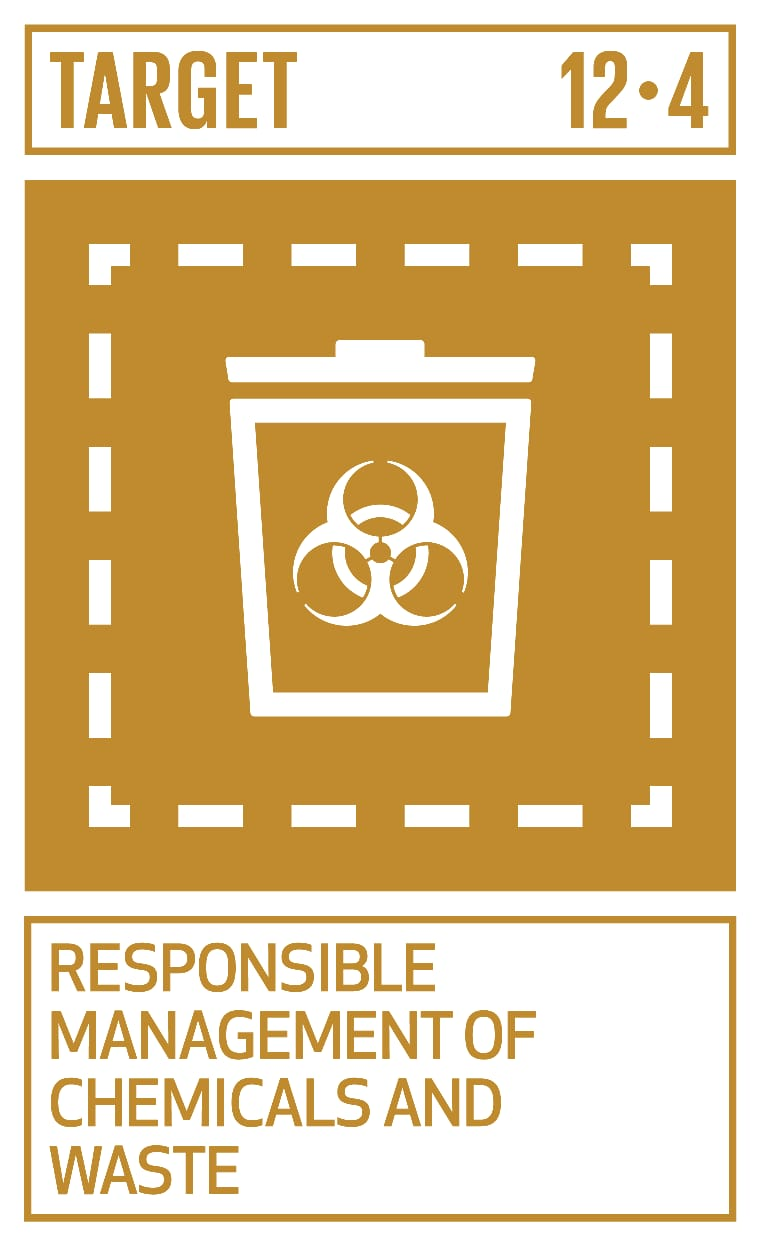 TARGET 12•4
RESPONSIBLE
MANAGEMENT OF
CHEMICALS AND
WASTE